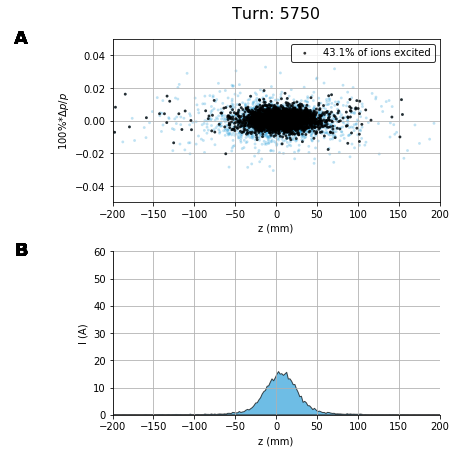 Turn: 5750
A
43.1% of ions excited
0.04
0.02
0.00
−0.02
−0.04
100%*Δp/p
−200 −150 −100 −50 0 50 100 150 200
z (mm)
B
60
50
40
30
20
10
0
I (A)
−200 −150 −100 −50 0 50 100 150 200
z (mm)